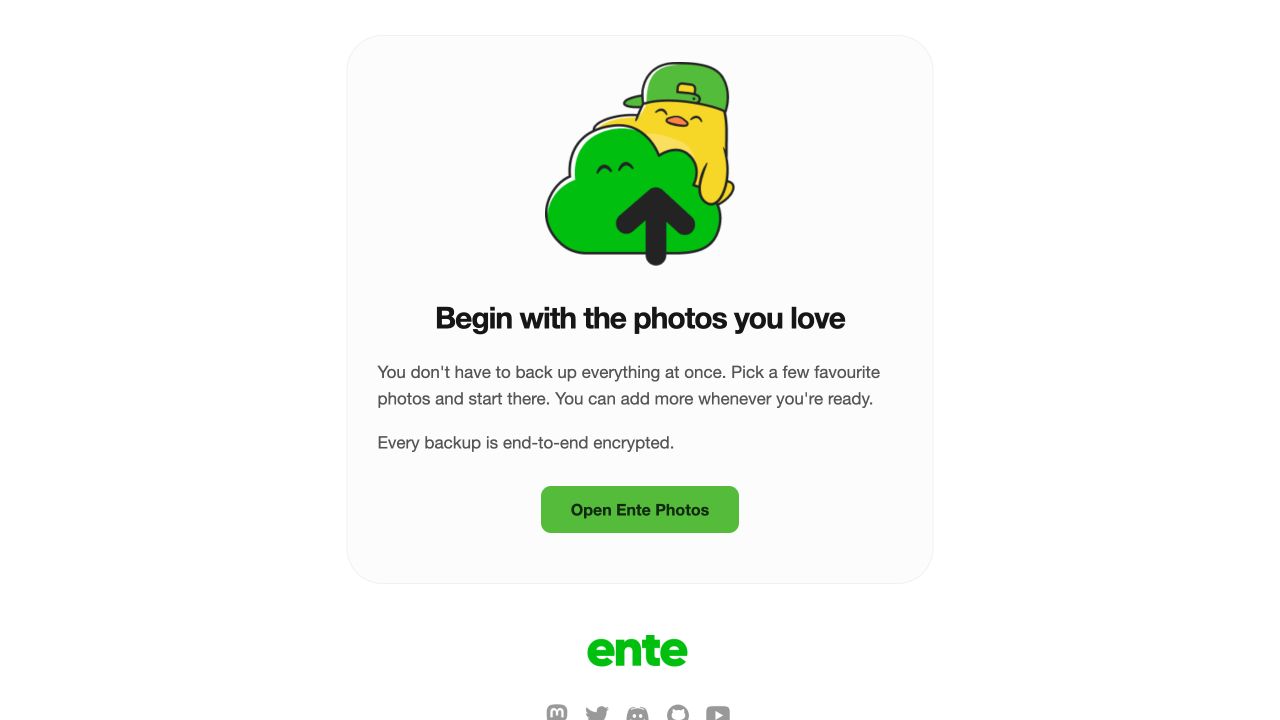 Begin with the photos you love
You don't have to back up everything at once. Pick a few favourite
photos and start there. You can add more whenever you're ready.
Every backup is end-to-end encrypted.
Open Ente Photos
ente